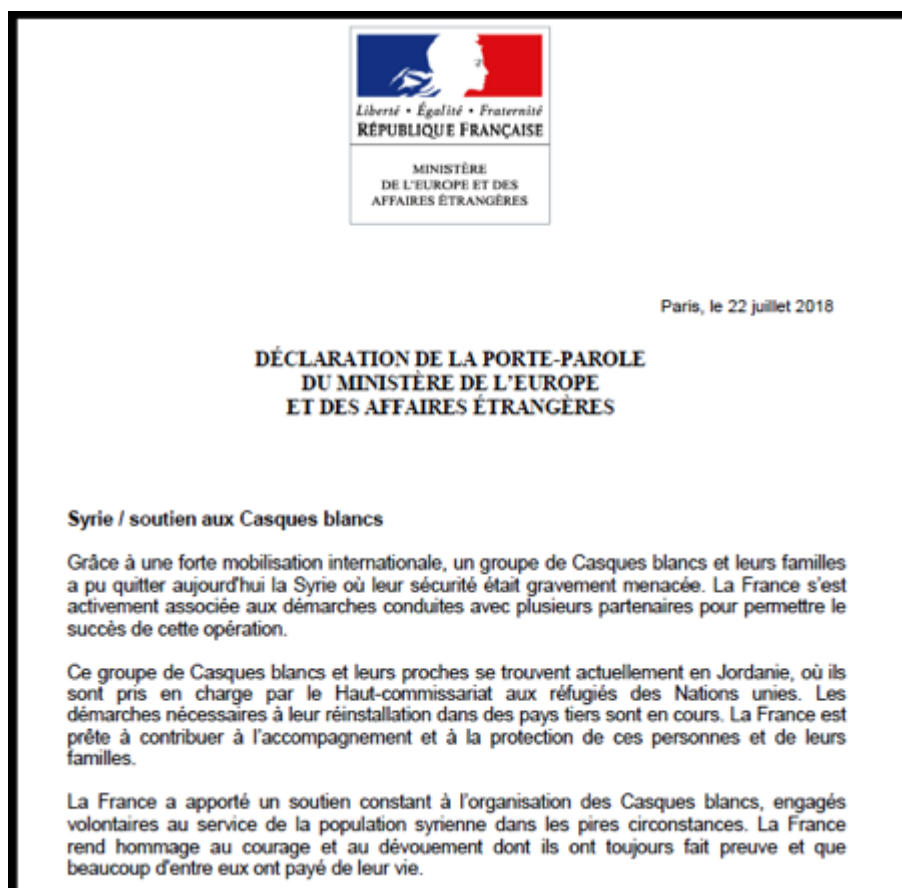 Liberté • Égalité • Fraternité
RÉPUBLIQUE FRANÇAISE
MINISTÈRE
DE L'EUROPE ET DES
AFFAIRES ÉTRANGÈRES
Paris, le 22 juillet 2018
DÉCLARATION DE LA PORTE-PAROLE
DU MINISTÈRE DE L'EUROPE
ET DES AFFAIRES ÉTRANGÈRES
Syrie / soutien aux Casques blancs
Grâce à une forte mobilisation internationale, un groupe de Casques blancs et leurs familles
a pu quitter aujourd'hui la Syrie où leur sécurité était gravement menacée. La France s'est
activement associée aux démarches conduites avec plusieurs partenaires pour permettre le
succès de cette opération.
Ce groupe de Casques blancs et leurs proches se trouvent actuellement en Jordanie, où ils
sont pris en charge par le Haut-commissariat aux réfugiés des Nations unies. Les
démarches nécessaires à leur réinstallation dans des pays tiers sont en cours. La France est
prête à contribuer à l'accompagnement et à la protection de ces personnes et de leurs
familles.
La France a apporté un soutien constant à l'organisation des Casques blancs, engagés
volontaires au service de la population syrienne dans les pires circonstances. La France
rend hommage au courage et au dévouement dont ils ont toujours fait preuve et que
beaucoup d'entre eux ont payé de leur vie.